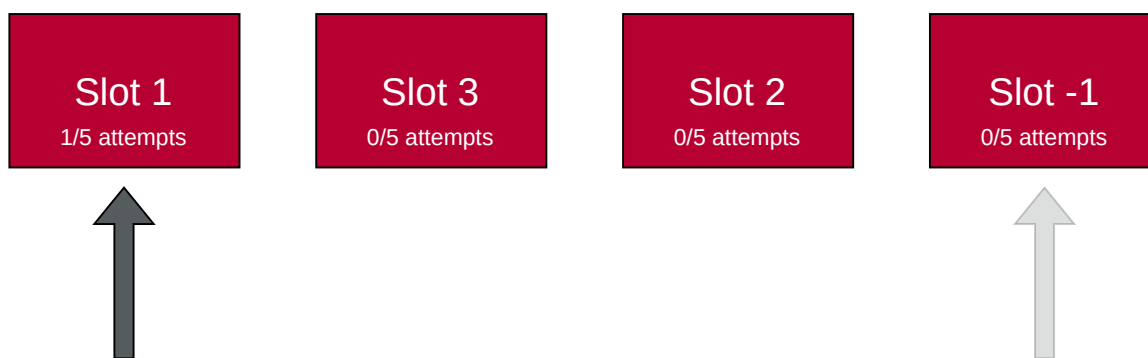 Slot 1
1/5 attempts
Slot 3
0/5 attempts
Slot 2
0/5 attempts
Slot -1
0/5 attempts